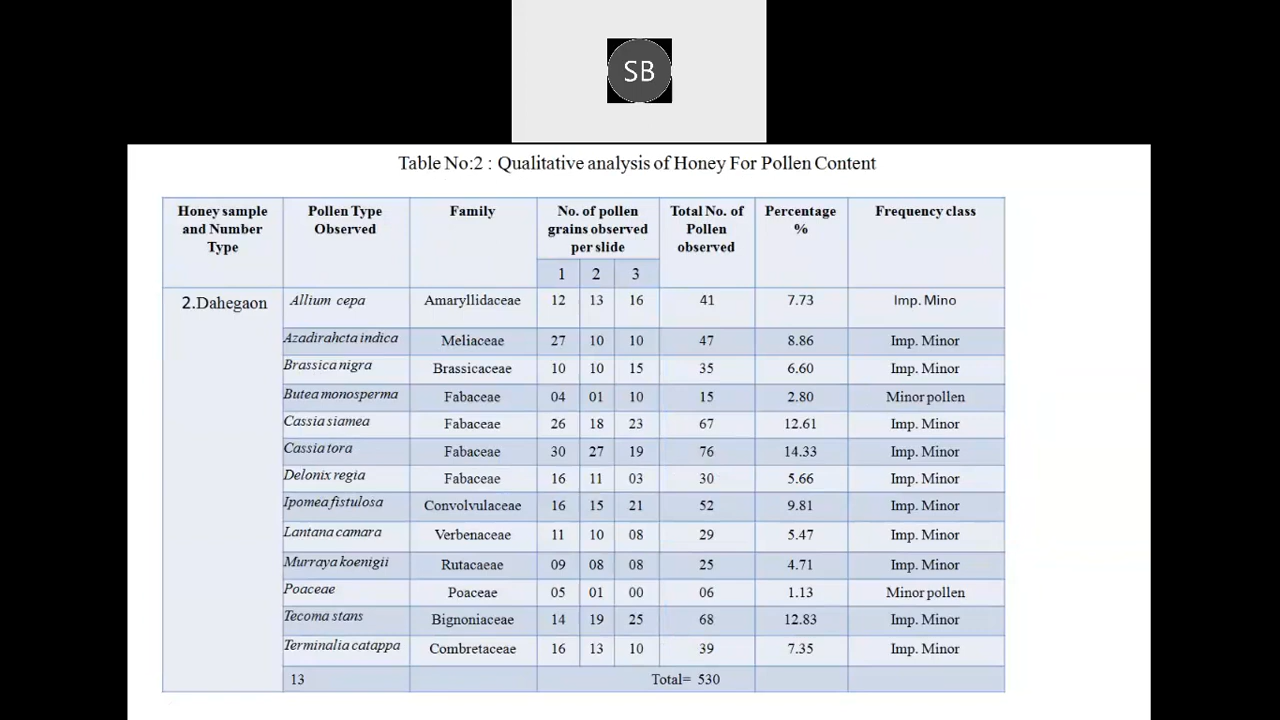 SB
Table No:2 : Qualitative analysis of Honey For Pollen Content
Honey sample and Number Type Pollen Type Observed Family No. of pollen grains observed per slide Total No. of Pollen observed Percentage % Frequency class
1 2 3
2.Dahegaon Allium cepa Amaryllidaceae 12 13 16 41 7.73 Imp. Mino
Azadirahcta indica Meliaceae 27 10 10 47 8.86 Imp. Minor
Brassica nigra Brassicaceae 10 10 15 35 6.60 Imp. Minor
Butea monosperma Fabaceae 04 01 10 15 2.80 Minor pollen
Cassia siamea Fabaceae 26 18 23 67 12.61 Imp. Minor
Cassia tora Fabaceae 30 27 19 76 14.33 Imp. Minor
Delonix regia Fabaceae 16 11 03 30 5.66 Imp. Minor
Ipomea fistulosa Convolvulaceae 16 15 21 52 9.81 Imp. Minor
Lantana camara Verbenaceae 11 10 08 29 5.47 Imp. Minor
Murraya koenigii Rutacaeae 09 08 08 25 4.71 Imp. Minor
Poaceae Poaceae 05 01 00 06 1.13 Minor pollen
Tecoma stans Bignoniaceae 14 19 25 68 12.83 Imp. Minor
Terminalia catappa Combretaceae 16 13 10 39 7.35 Imp. Minor
13 Total= 530